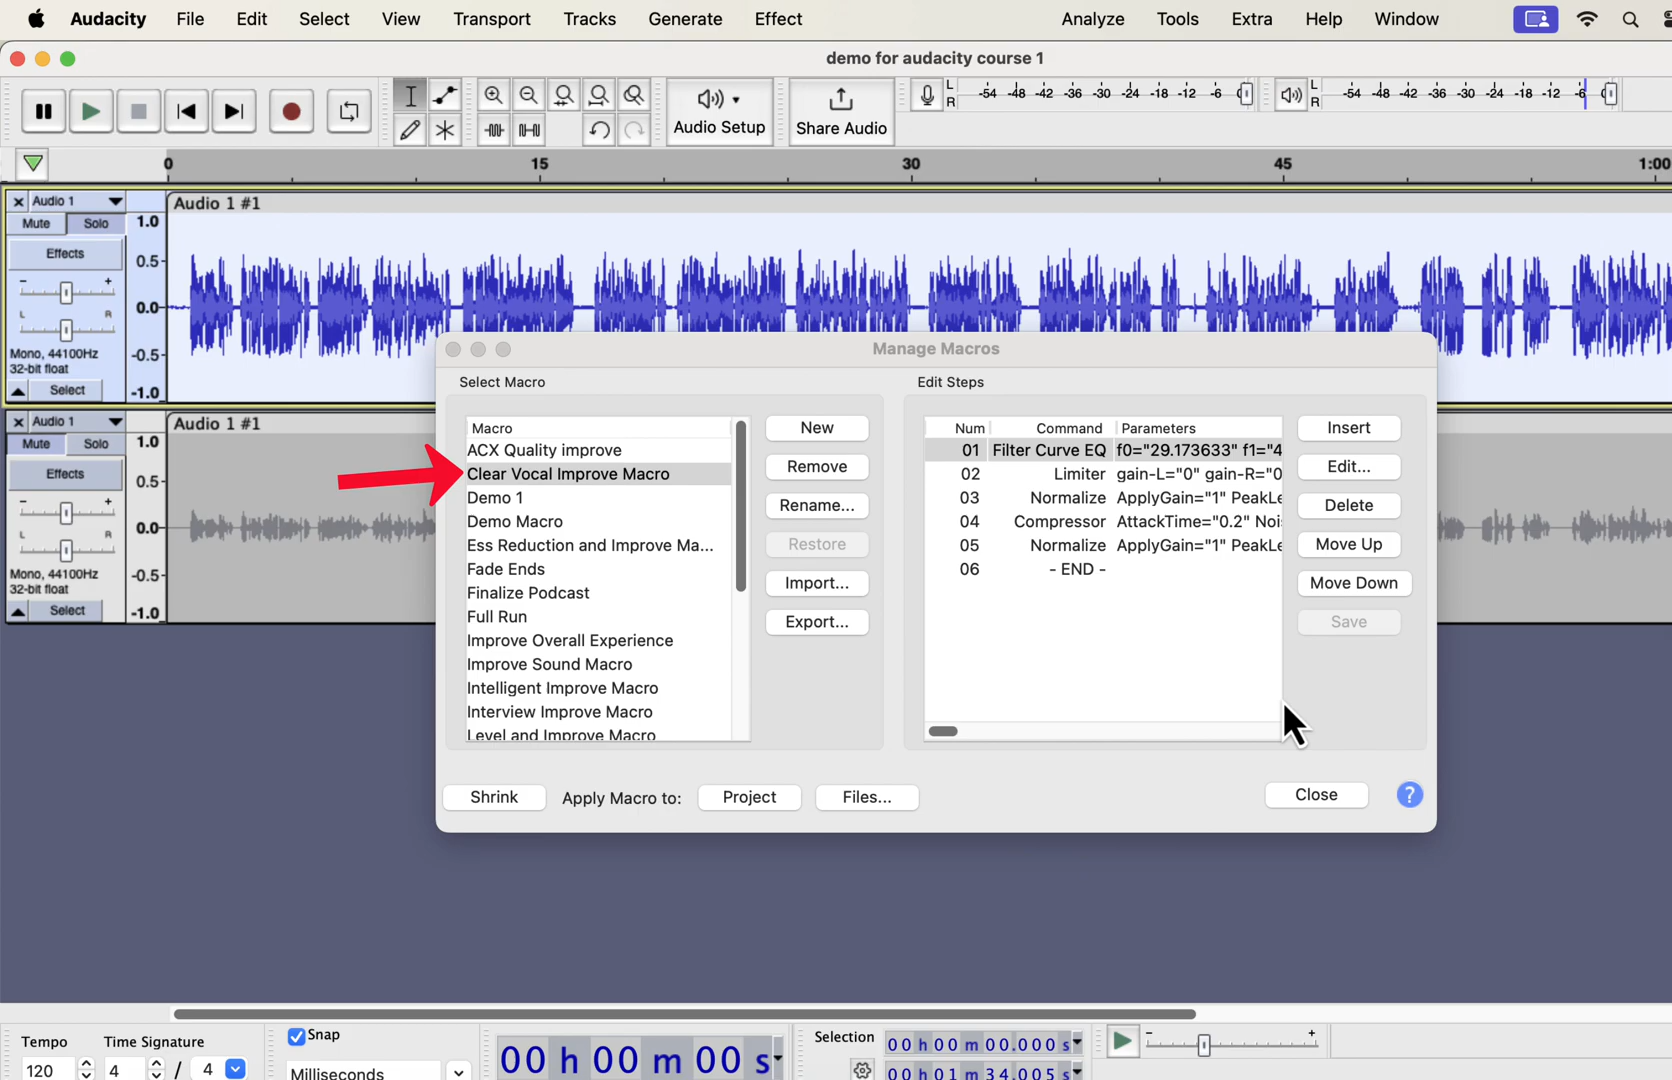 Audacity File Edit Select View Transport Tracks Generate Effect Analyze Tools Extra Help Window
demo for audacity course 1
Audio Setup
Share Audio
L
R
-54 -48 -42 -36 -30 -24 -18 -12 -6
L
R
-54 -48 -42 -36 -30 -24 -18 -12 -6
0 15 30 45 1:00
Audio 1
Mute Solo
Effects
- +
L R
Mono, 44100Hz
32-bit float
Select
1.0
0.5
0.0
-0.5
-1.0
Audio 1 #1
Audio 1
Mute Solo
Effects
- +
L R
Mono, 44100Hz
32-bit float
Select
1.0
0.5
0.0
-0.5
-1.0
Audio 1 #1
Manage Macros
Select Macro
Macro
ACX Quality improve
Clear Vocal Improve Macro
Demo 1
Demo Macro
Ess Reduction and Improve Ma...
Fade Ends
Finalize Podcast
Full Run
Improve Overall Experience
Improve Sound Macro
Intelligent Improve Macro
Interview Improve Macro
Level and Improve Macro
New
Remove
Rename...
Restore
Import...
Export...
Edit Steps
Num Command Parameters
01 Filter Curve EQ f0="29.173633" f1="4
02 Limiter gain-L="0" gain-R="0
03 Normalize ApplyGain="1" PeakLe
04 Compressor AttackTime="0.2" Noi
05 Normalize ApplyGain="1" PeakLe
06 - END -
Insert
Edit...
Delete
Move Up
Move Down
Save
Shrink Apply Macro to: Project Files... Close ?
Tempo
120
Time Signature
4 / 4
Snap
Milliseconds
00 h 00 m 00 s
Selection
00 h 00 m 00.000 s
00 h 01 m 34.005 s
- +